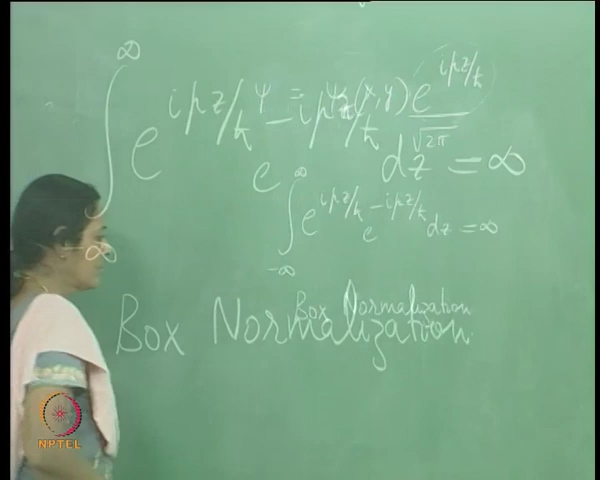 ψ = ψ(x, y) e^{ipz/ħ} / √2π
∫_{-∞}^{∞} e^{ipz/ħ} e^{-ipz/ħ} dz = ∞
∫_{-∞}^{∞} e^{ipz/ħ} e^{-ipz/ħ} dz = ∞
Box Normalization
Box Normalization
NPTEL